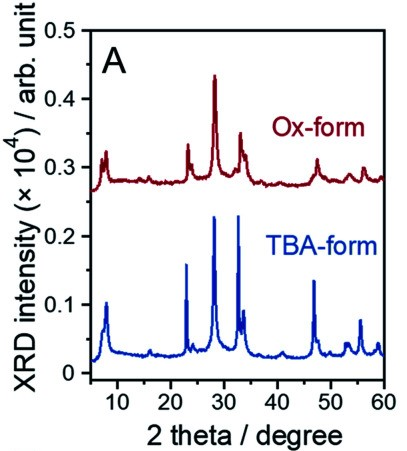 A
Ox-form
TBA-form
XRD intensity (× 10⁴) / arb. unit
0.5
0.4
0.3
0.2
0.1
0
10 20 30 40 50 60
2 theta / degree